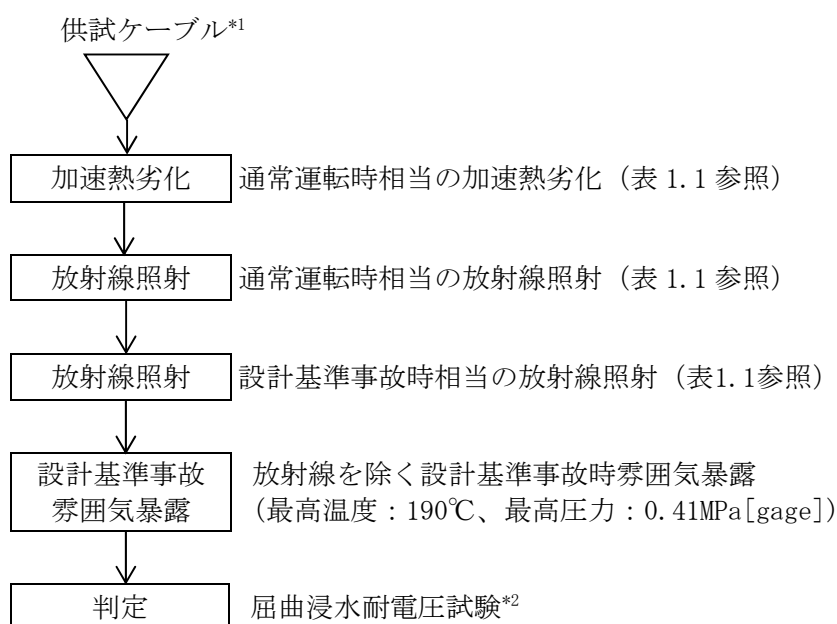 供試ケーブル*1
加速熱劣化 通常運転時相当の加速熱劣化（表 1.1 参照）
放射線照射 通常運転時相当の放射線照射（表 1.1 参照）
放射線照射 設計基準事故時相当の放射線照射（表1.1参照）
設計基準事故 放射線を除く設計基準事故時雰囲気暴露
雰囲気暴露 （最高温度：190℃、最高圧力：0.41MPa[gage]）
判定 屈曲浸水耐電圧試験*2